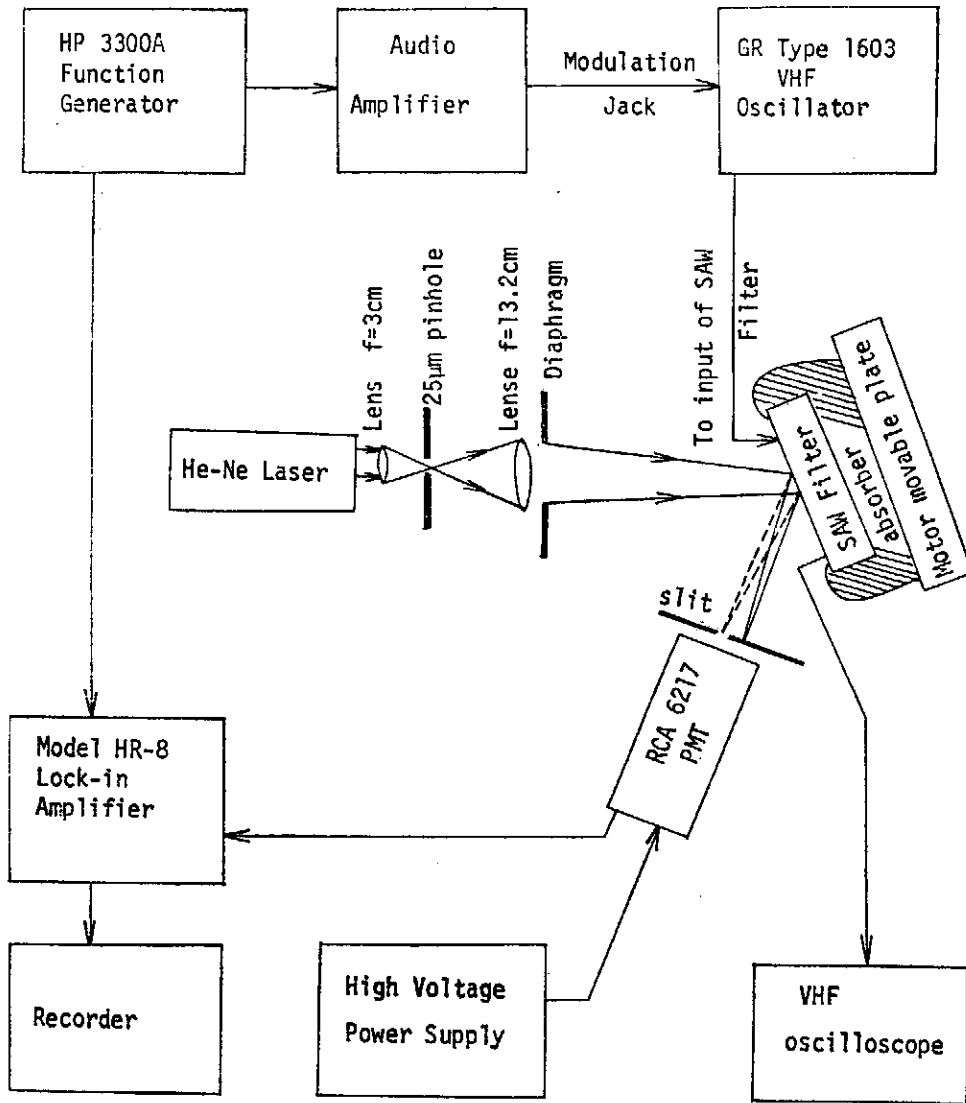 HP 3300A
Function
Generator
Audio
Amplifier
Modulation
Jack
GR Type 1603
VHF
Oscillator
Lens f=3cm
25μm pinhole
Lense f=13.2cm
Diaphragm
To input of SAW
Filter
He-Ne Laser
SAW Filter
absorber
Motor movable plate
slit
RCA 6217
PMT
Model HR-8
Lock-in
Amplifier
Recorder
High Voltage
Power Supply
VHF
oscilloscope